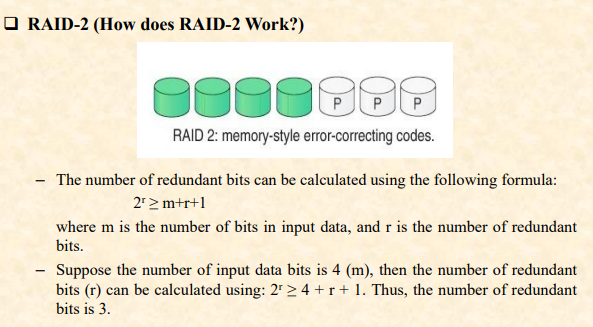 ❑ RAID-2 (How does RAID-2 Work?)
P P P
RAID 2: memory-style error-correcting codes.
– The number of redundant bits can be calculated using the following formula:
2ʳ ≥ m+r+1
where m is the number of bits in input data, and r is the number of redundant
bits.
– Suppose the number of input data bits is 4 (m), then the number of redundant
bits (r) can be calculated using: 2ʳ ≥ 4 + r + 1. Thus, the number of redundant
bits is 3.